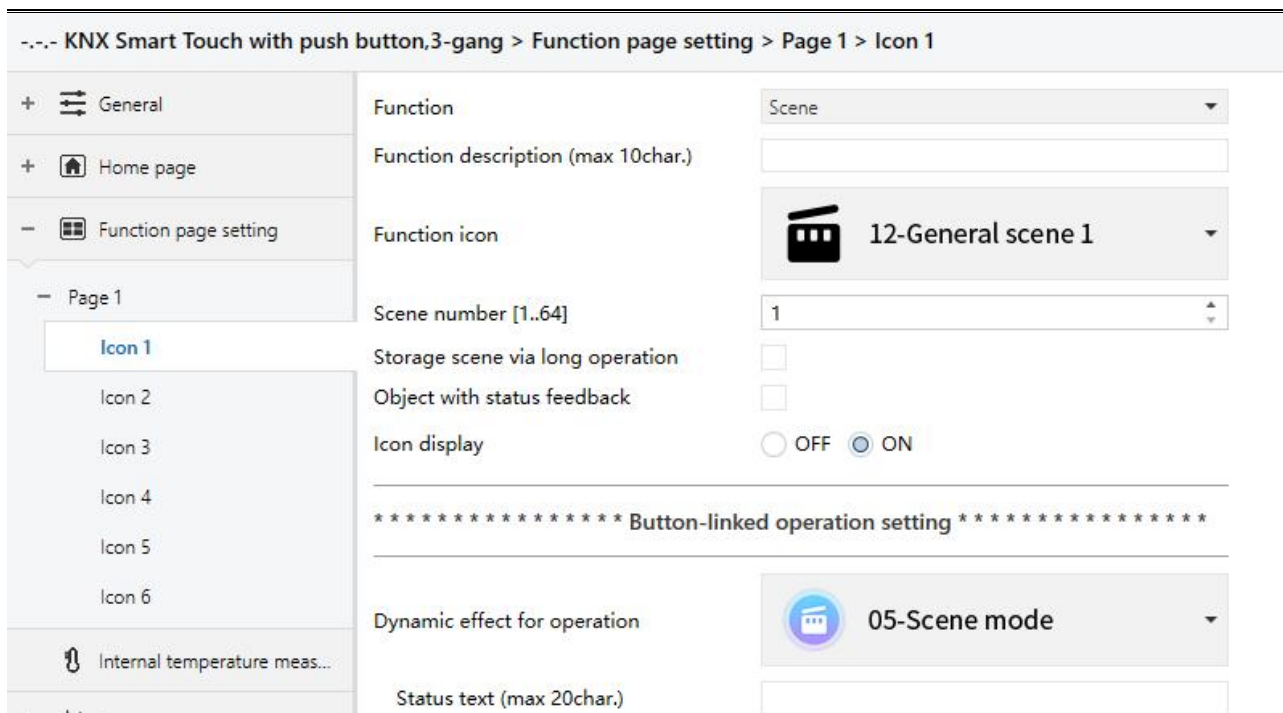 -.-.- KNX Smart Touch with push button,3-gang > Function page setting > Page 1 > Icon 1
+ General
+ Home page
− Function page setting
− Page 1
Icon 1
Icon 2
Icon 3
Icon 4
Icon 5
Icon 6
Internal temperature meas...
Function
Scene
Function description (max 10char.)
Function icon
12-General scene 1
Scene number [1..64]
1
Storage scene via long operation
Object with status feedback
Icon display
OFF ON
* * * * * * * * * * * * * * * * Button-linked operation setting * * * * * * * * * * * * * * * *
Dynamic effect for operation
05-Scene mode
Status text (max 20char.)